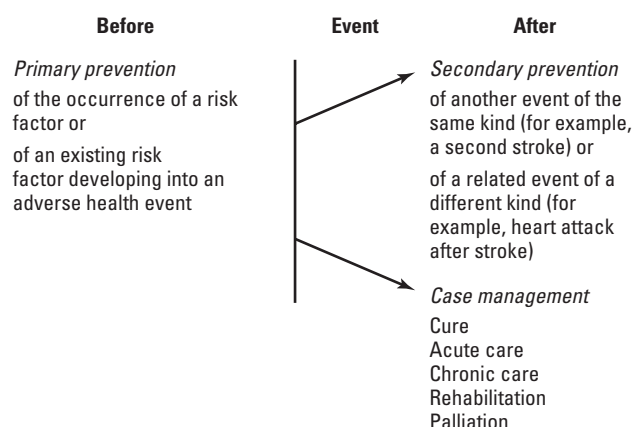 Before
Event
After
Primary prevention
of the occurrence of a risk
factor or
of an existing risk
factor developing into an
adverse health event
Secondary prevention
of another event of the
same kind (for example,
a second stroke) or
of a related event of a
different kind (for
example, heart attack
after stroke)
Case management
Cure
Acute care
Chronic care
Rehabilitation
Palliation